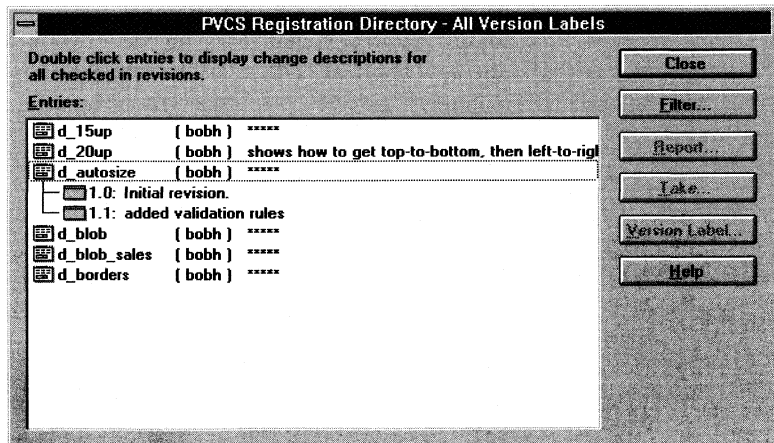 PVCS Registration Directory - All Version Labels
Double click entries to display change descriptions for
all checked in revisions.
Entries:
d_15up ( bobh ) *****
d_20up ( bobh ) shows how to get top-to-bottom, then left-to-righ
d_autosize ( bobh ) *****
1.0: Initial revision.
1.1: added validation rules
d_blob ( bobh ) *****
d_blob_sales ( bobh ) *****
d_borders ( bobh ) *****
Close
Filter...
Report...
Take...
Version Label...
Help